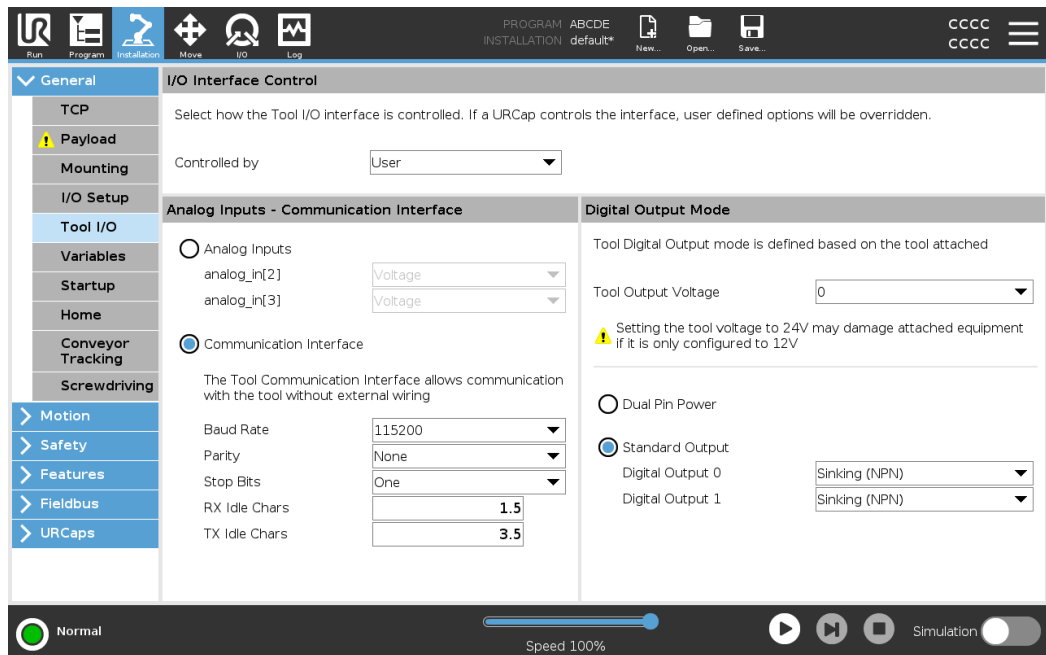 UR
Run
Program
Installation
Move
I/O
Log
PROGRAM ABCDE
INSTALLATION default*
New...
Open...
Save...
CCCC
CCCC
General
TCP
Payload
Mounting
I/O Setup
Tool I/O
Variables
Startup
Home
Conveyor
Tracking
Screwdriving
Motion
Safety
Features
Fieldbus
URCaps
I/O Interface Control
Select how the Tool I/O interface is controlled. If a URCap controls the interface, user defined options will be overridden.
Controlled by User
Analog Inputs - Communication Interface
Analog Inputs
analog_in[2] Voltage
analog_in[3] Voltage
Communication Interface
The Tool Communication Interface allows communication
with the tool without external wiring
Baud Rate 115200
Parity None
Stop Bits One
RX Idle Chars 1.5
TX Idle Chars 3.5
Digital Output Mode
Tool Digital Output mode is defined based on the tool attached
Tool Output Voltage 0
Setting the tool voltage to 24V may damage attached equipment
if it is only configured to 12V
Dual Pin Power
Standard Output
Digital Output 0 Sinking (NPN)
Digital Output 1 Sinking (NPN)
Normal
Speed 100%
Simulation